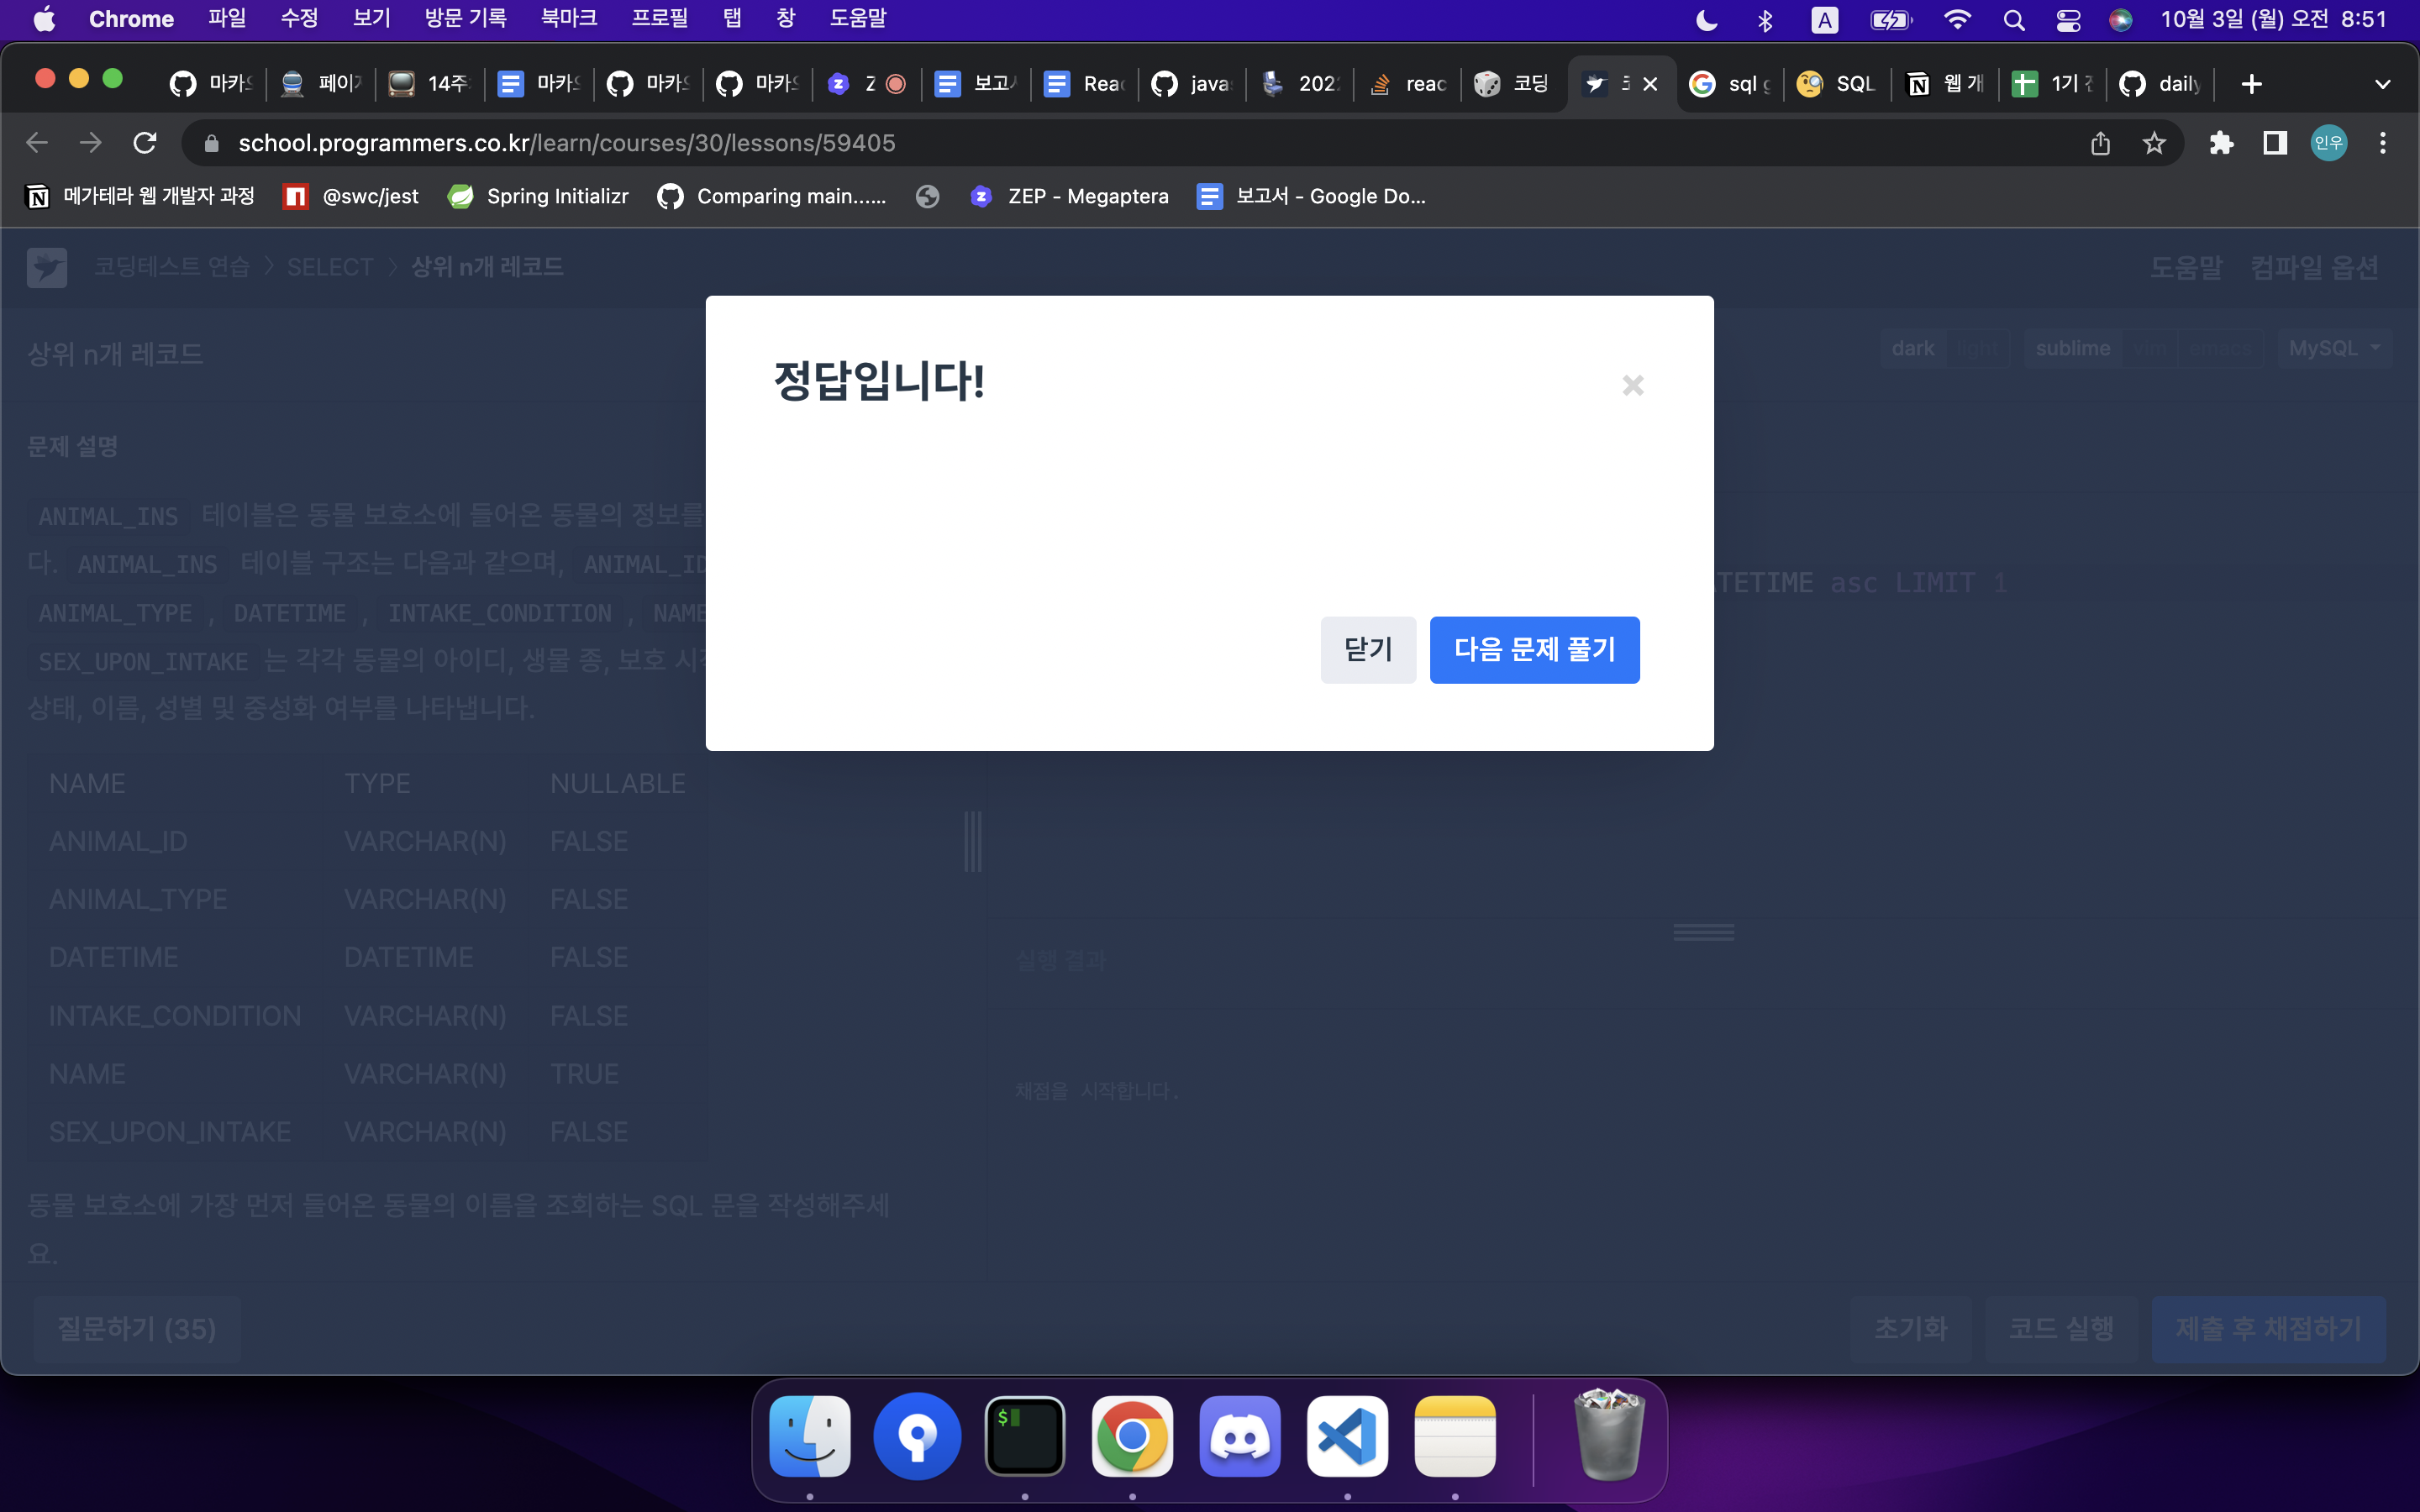 Chrome 파일 수정 보기 방문 기록 북마크 프로필 탭 창 도움말 A 10월 3일 (월) 오전 8:51
마카 페이 14주 마카 마카 마카 Z 보고 Rea java 202 reac 코딩 sql SQL 웹 개 1기 daily
school.programmers.co.kr/learn/courses/30/lessons/59405 인우
메가테라 웹 개발자 과정 @swc/jest Spring Initializr Comparing main...... ZEP - Megaptera 보고서 - Google Do...
코딩테스트 연습 SELECT 상위 n개 레코드 도움말 컴파일 옵션
상위 n개 레코드 dark light sublime vim emacs MySQL
정답입니다!
닫기 다음 문제 풀기
문제 설명
ANIMAL_INS 테이블은 동물 보호소에 들어온 동물의 정보를
다. ANIMAL_INS 테이블 구조는 다음과 같으며, ANIMAL_ID
ANIMAL_TYPE , DATETIME , INTAKE_CONDITION , NAME
SEX_UPON_INTAKE 는 각각 동물의 아이디, 생물 종, 보호 시
상태, 이름, 성별 및 중성화 여부를 나타냅니다.
TETIME asc LIMIT 1
NAME TYPE NULLABLE
ANIMAL_ID VARCHAR(N) FALSE
ANIMAL_TYPE VARCHAR(N) FALSE
DATETIME DATETIME FALSE
INTAKE_CONDITION VARCHAR(N) FALSE
NAME VARCHAR(N) TRUE
SEX_UPON_INTAKE VARCHAR(N) FALSE
동물 보호소에 가장 먼저 들어온 동물의 이름을 조회하는 SQL 문을 작성해주세
요.
실행 결과
채점을 시작합니다.
질문하기 (35) 초기화 코드 실행 제출 후 채점하기
$